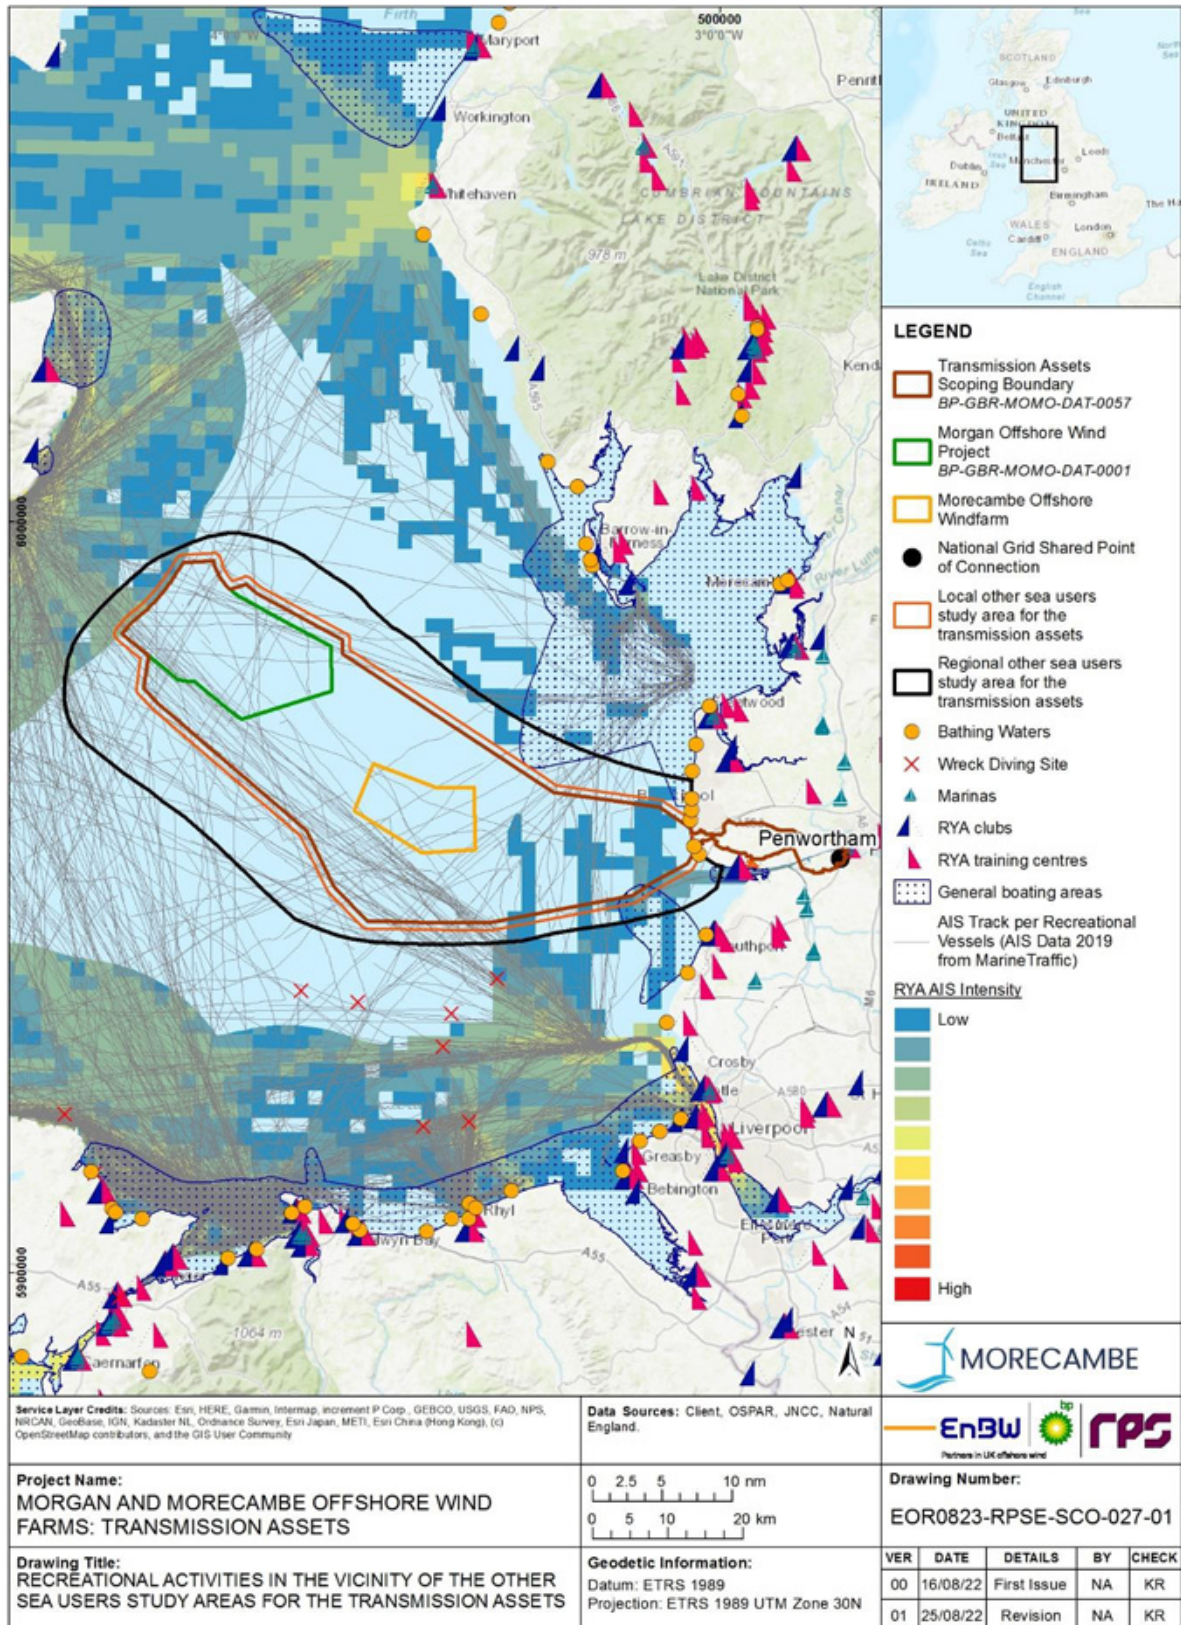 Firth
4°0'0"W
500000
3°0'0"W
Maryport
Penrith
Workington
A592
Whitehaven
CUMBRIAN MOUNTAINS
LAKE DISTRICT
978 m
Lake District
National Park
A595
6000000
Barrow-in-
Furness
River Lune
Penwortham
Crosby
A580
Liverpool
Greasby
Bebington
Rhyl
A55
A55
A54
5900000
1064 m
Caernarfon
M6
N
SCOTLAND
Glasgow
Edinburgh
UNITED
KINGDOM
Belfast
Irish
Sea
Leeds
Dublin
Manchester
IRELAND
Birmingham
WALES
London
Cardiff
Celtic
Sea
ENGLAND
English
Channel
LEGEND
Transmission Assets
Scoping Boundary
BP-GBR-MOMO-DAT-0057
Morgan Offshore Wind
Project
BP-GBR-MOMO-DAT-0001
Morecambe Offshore
Windfarm
National Grid Shared Point
of Connection
Local other sea users
study area for the
transmission assets
Regional other sea users
study area for the
transmission assets
Bathing Waters
Wreck Diving Site
Marinas
RYA clubs
RYA training centres
General boating areas
AIS Track per Recreational
Vessels (AIS Data 2019
from MarineTraffic)
RYA AIS Intensity
Low
High
MORECAMBE
Service Layer Credits: Sources: Esri, HERE, Garmin, Intermap, increment P Corp., GEBCO, USGS, FAO, NPS,
NRCAN, GeoBase, IGN, Kadaster NL, Ordnance Survey, Esri Japan, METI, Esri China (Hong Kong), (c)
OpenStreetMap contributors, and the GIS User Community
Data Sources: Client, OSPAR, JNCC, Natural
England.
EnBW
bp
rps
Partners in UK offshore wind
Project Name:
MORGAN AND MORECAMBE OFFSHORE WIND
FARMS: TRANSMISSION ASSETS
0 2.5 5 10 nm
0 5 10 20 km
Drawing Number:
EOR0823-RPSE-SCO-027-01
Drawing Title:
RECREATIONAL ACTIVITIES IN THE VICINITY OF THE OTHER
SEA USERS STUDY AREAS FOR THE TRANSMISSION ASSETS
Geodetic Information:
Datum: ETRS 1989
Projection: ETRS 1989 UTM Zone 30N
VER DATE DETAILS BY CHECK
00 16/08/22 First Issue NA KR
01 25/08/22 Revision NA KR